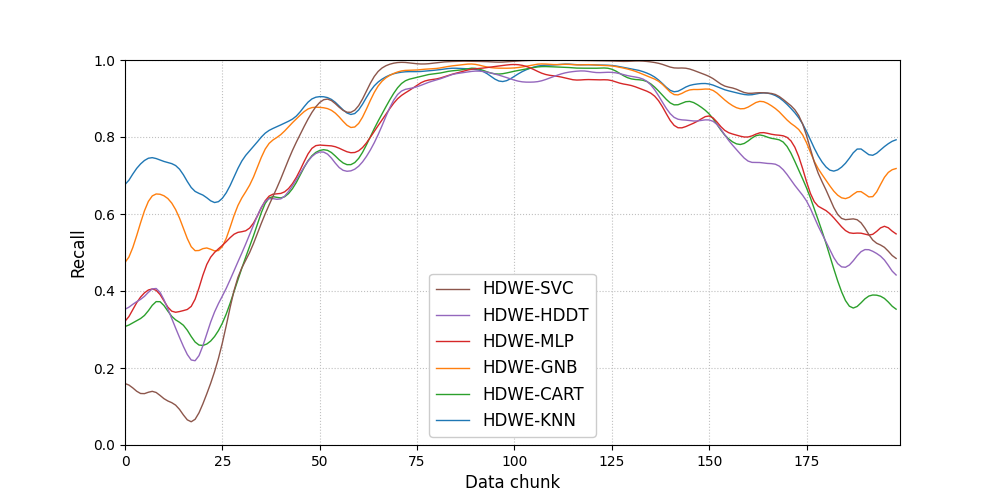 1.0
0.8
0.6
0.4
0.2
0.0
Recall
HDWE-SVC
HDWE-HDDT
HDWE-MLP
HDWE-GNB
HDWE-CART
HDWE-KNN
0 25 50 75 100 125 150 175
Data chunk